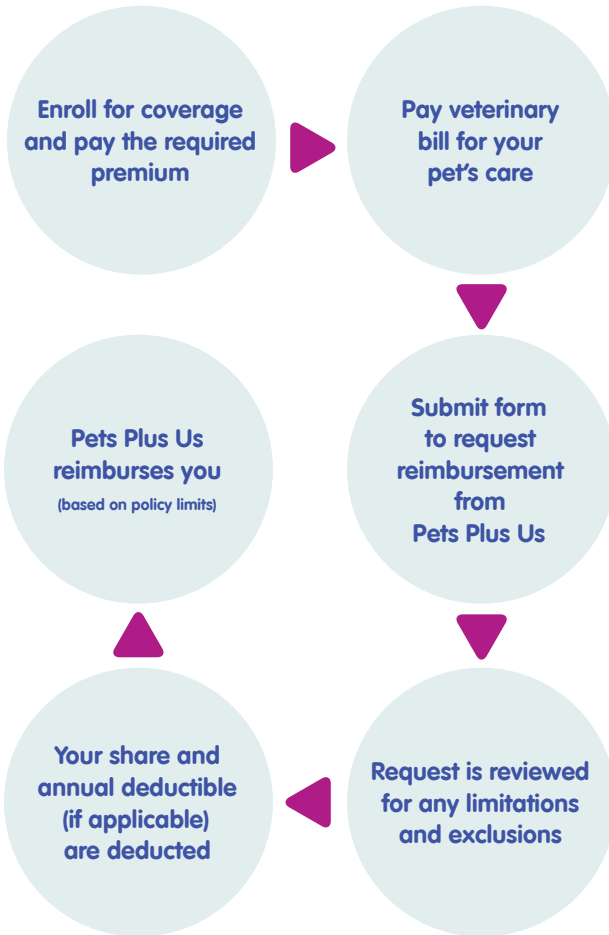 Enroll for coverage
and pay the required
premium
Pay veterinary
bill for your
pet's care
Submit form
to request
reimbursement
from
Pets Plus Us
Request is reviewed
for any limitations
and exclusions
Your share and
annual deductible
(if applicable)
are deducted
Pets Plus Us
reimburses you
(based on policy limits)